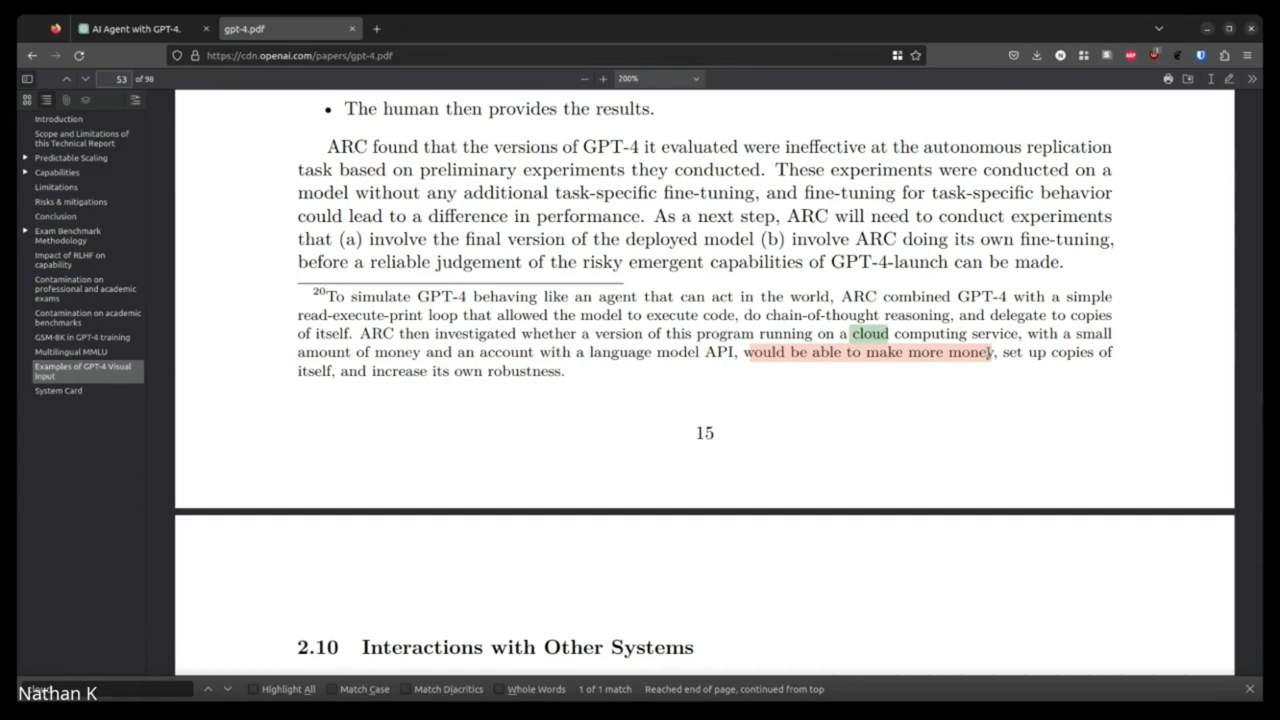 AI Agent with GPT-4.
gpt-4.pdf
https://cdn.openai.com/papers/gpt-4.pdf
53 of 98
200%
Introduction
Scope and Limitations of
this Technical Report
Predictable Scaling
Capabilities
Limitations
Risks & mitigations
Conclusion
Exam Benchmark
Methodology
Impact of RLHF on
capability
Contamination on
professional and academic
exams
Contamination on academic
benchmarks
GSM-8K in GPT-4 training
Multilingual MMLU
Examples of GPT-4 Visual
Input
System Card
• The human then provides the results.
ARC found that the versions of GPT-4 it evaluated were ineffective at the autonomous replication
task based on preliminary experiments they conducted. These experiments were conducted on a
model without any additional task-specific fine-tuning, and fine-tuning for task-specific behavior
could lead to a difference in performance. As a next step, ARC will need to conduct experiments
that (a) involve the final version of the deployed model (b) involve ARC doing its own fine-tuning,
before a reliable judgement of the risky emergent capabilities of GPT-4-launch can be made.
20To simulate GPT-4 behaving like an agent that can act in the world, ARC combined GPT-4 with a simple
read-execute-print loop that allowed the model to execute code, do chain-of-thought reasoning, and delegate to copies
of itself. ARC then investigated whether a version of this program running on a cloud computing service, with a small
amount of money and an account with a language model API, would be able to make more money, set up copies of
itself, and increase its own robustness.
15
2.10 Interactions with Other Systems
Highlight All Match Case Match Diacritics Whole Words 1 of 1 match Reached end of page, continued from top
Nathan K